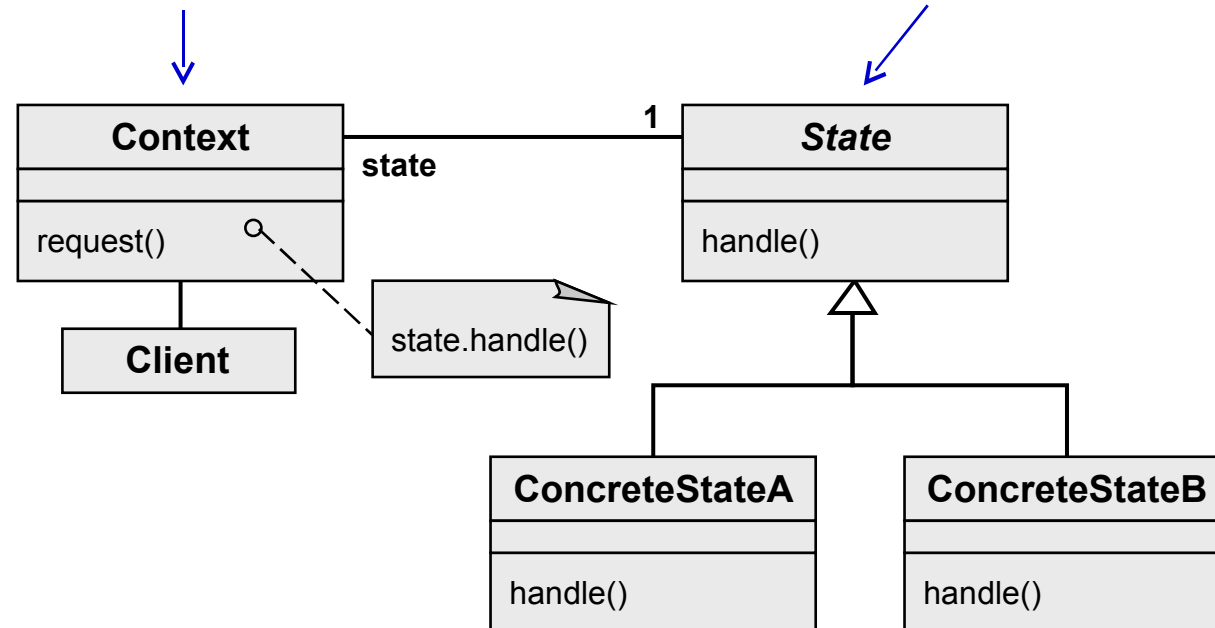 Context
1
State
state
request()
handle()
state.handle()
Client
ConcreteStateA
ConcreteStateB
handle()
handle()